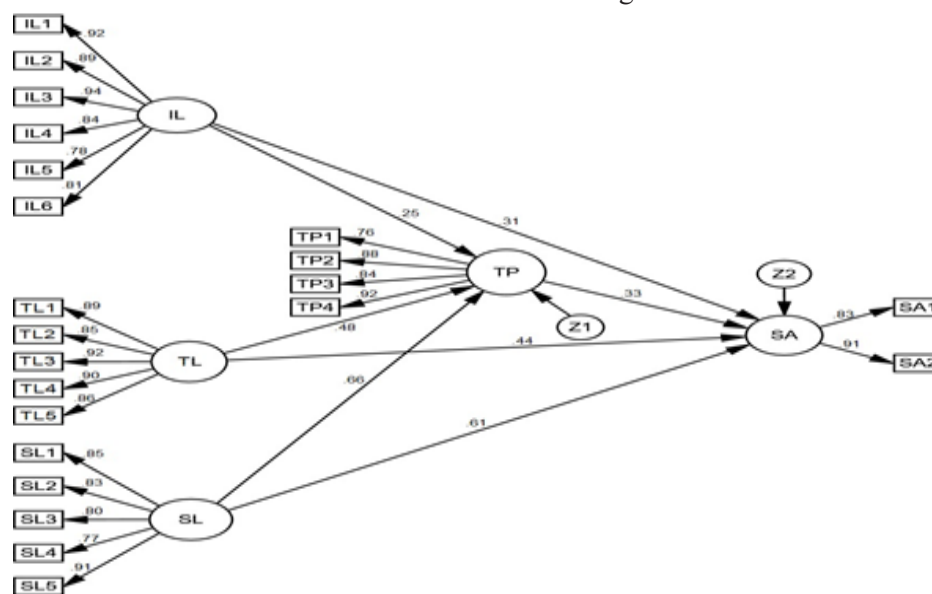 IL1
.92
IL2
.89
IL3
.94
IL4
.84
IL5
.78
IL6
.81
IL
.25
.31
TP1
.76
TP2
.88
TP3
.84
TP4
.92
TP
.33
Z1
Z2
SA
SA1
.83
SA2
.91
TL1
.89
TL2
.85
TL3
.92
TL4
.90
TL5
.86
TL
.48
.44
.66
.61
SL1
.85
SL2
.83
SL3
.80
SL4
.77
SL5
.91
SL